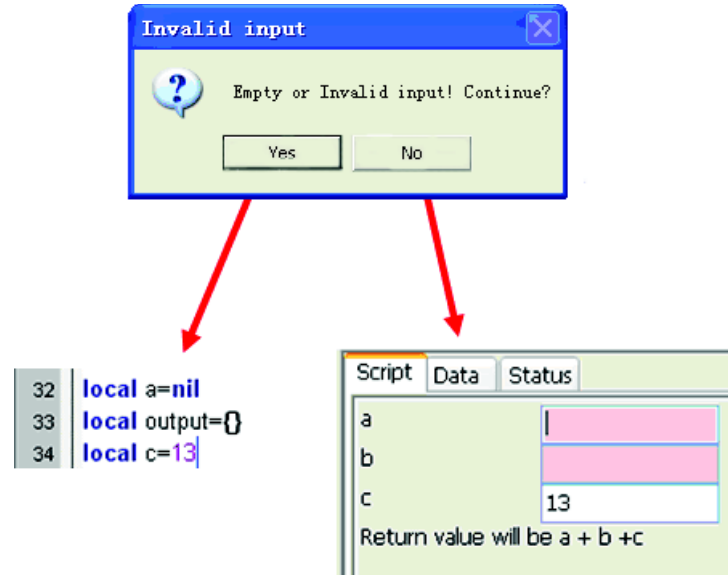 Invalid input
Empty or Invalid input! Continue?
Yes No
32 local a=nil
33 local output={}
34 local c=13
Script Data Status
a
b
c 13
Return value will be a + b +c